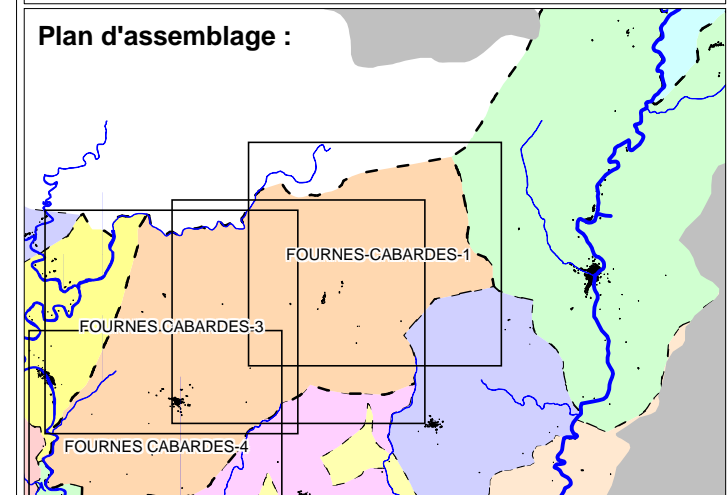 Plan d'assemblage :
FOURNES-CABARDES-1
FOURNES.CABARDES-3
FOURNES CABARDES-4